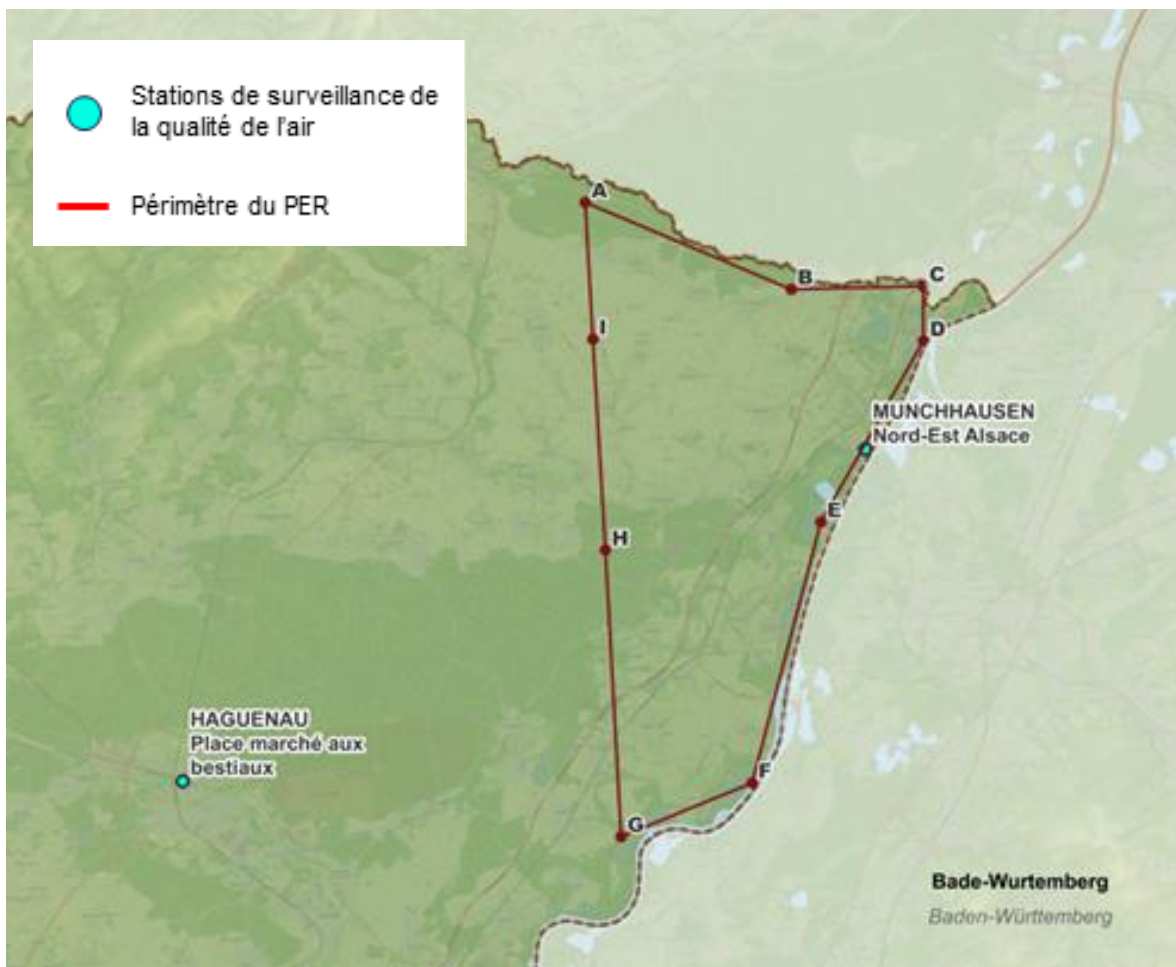 Stations de surveillance de
la qualité de l'air
Périmètre du PER
A
B
C
D
I
MUNCHHAUSEN
Nord-Est Alsace
E
H
HAGUENAU
Place marché aux
bestiaux
F
G
Bade-Wurtemberg
Baden-Württemberg